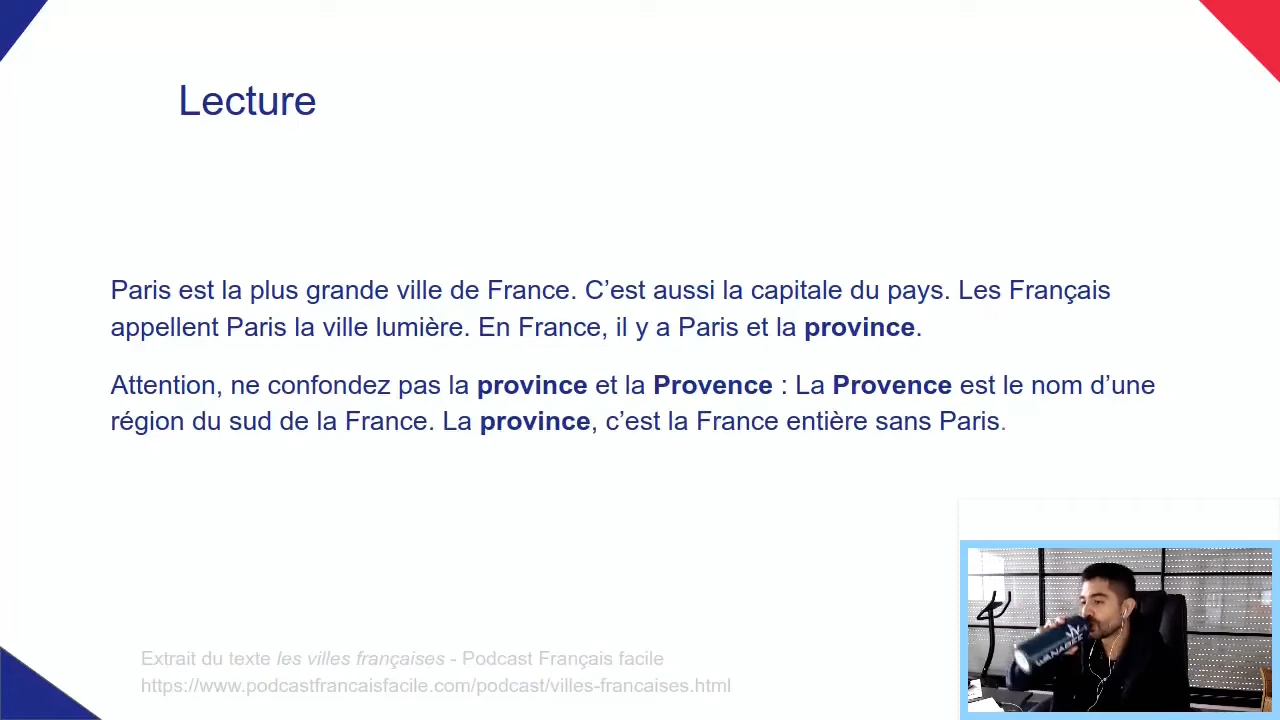 Lecture
Paris est la plus grande ville de France. C’est aussi la capitale du pays. Les Français
appellent Paris la ville lumière. En France, il y a Paris et la province.
Attention, ne confondez pas la province et la Provence : La Provence est le nom d’une
région du sud de la France. La province, c’est la France entière sans Paris.
Extrait du texte les villes françaises - Podcast Français facile
https://www.podcastfrancaisfacile.com/podcast/villes-francaises.html
WANABEE